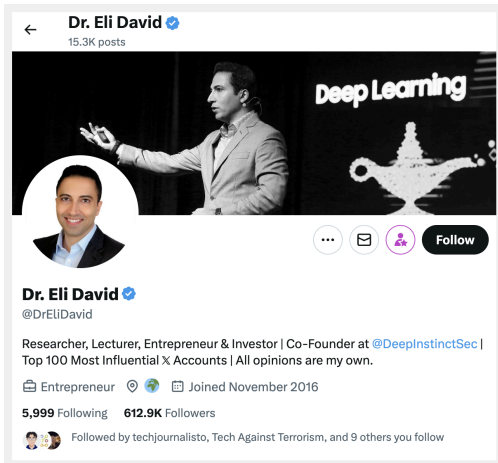 Dr. Eli David
15.3K posts
Deep Learning
Follow
Dr. Eli David
@DrEliDavid
Researcher, Lecturer, Entrepreneur & Investor | Co-Founder at @DeepInstinctSec |
Top 100 Most Influential 𝕏 Accounts | All opinions are my own.
Entrepreneur Joined November 2016
5,999 Following 612.9K Followers
Followed by techjournalisto, Tech Against Terrorism, and 9 others you follow